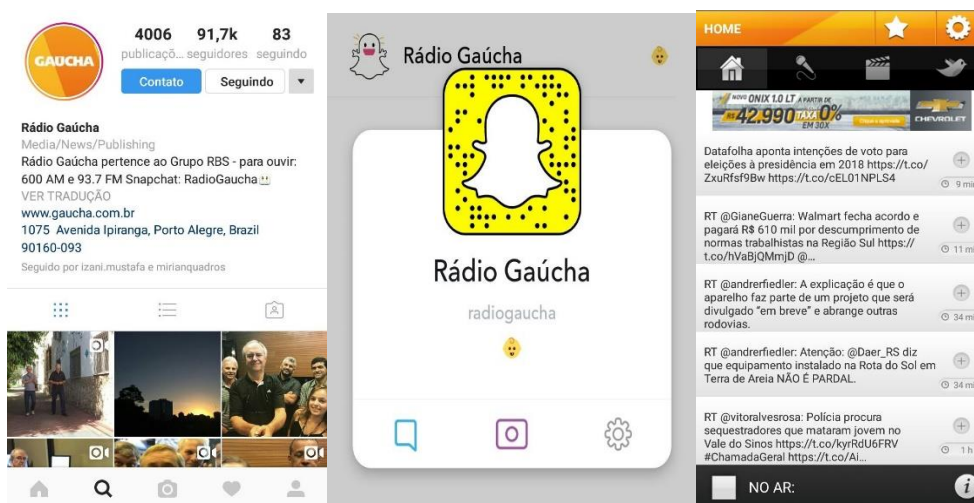 GAUCHA
4006 91,7k 83
publicaçõ... seguidores seguindo
Contato Seguindo
Rádio Gaúcha
Media/News/Publishing
Rádio Gaúcha pertence ao Grupo RBS - para ouvir:
600 AM e 93.7 FM Snapchat: RadioGaucha
VER TRADUÇÃO
www.gaucha.com.br
1075 Avenida Ipiranga, Porto Alegre, Brazil
90160-093
Seguido por izani.mustafa e mirianquadros
Rádio Gaúcha
Rádio Gaúcha
radiogaucha
HOME
NOVO ONIX 1.0 LT A PARTIR DE
R$ 42.990 TAXA 0%
EM 30X
CHEVROLET
Datafolha aponta intenções de voto para
eleições à presidência em 2018 https://t.co/
ZxuRfsf9Bw https://t.co/cEL01NPLS4
9 min
RT @GianeGuerra: Walmart fecha acordo e
pagará R$ 610 mil por descumprimento de
normas trabalhistas na Região Sul https://
t.co/hVaBjQMmjD @...
11 m
RT @andrerfiedler: A explicação é que o
aparelho faz parte de um projeto que será
divulgado "em breve" e abrange outras
rodovias.
34 m
RT @andrerfiedler: Atenção: @Daer_RS diz
que equipamento instalado na Rota do Sol em
Terra de Areia NÃO É PARDAL.
34 m
RT @vitoralvesrosa: Polícia procura
sequestradores que mataram jovem no
Vale do Sinos https://t.co/kyrRdU6FRV
#ChamadaGeral https://t.co/Ai...
1 h
NO AR: